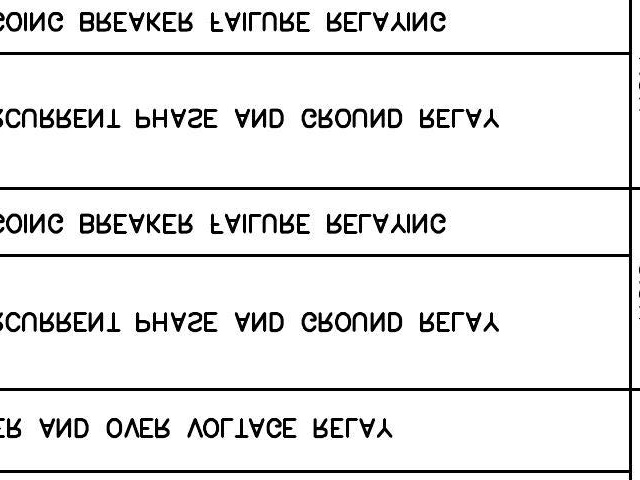 GOING BREAKER FAILURE RELAYING
RCURRENT PHASE AND GROUND RELAY
GOING BREAKER FAILURE RELAYING
RCURRENT PHASE AND GROUND RELAY
ER AND OVER VOLTAGE RELAY